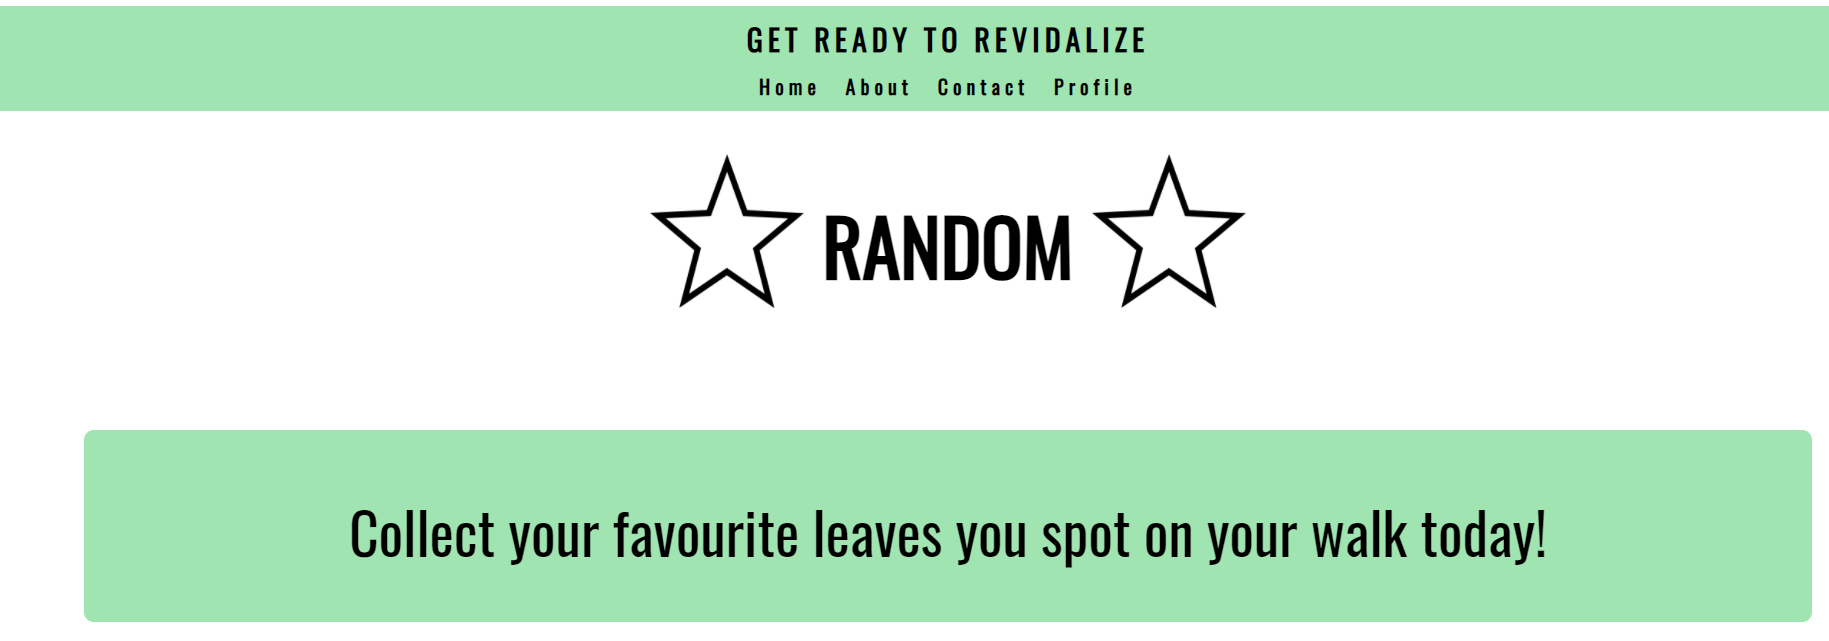 GET READY TO REVIDALIZE
Home About Contact Profile
RANDOM
Collect your favourite leaves you spot on your walk today!